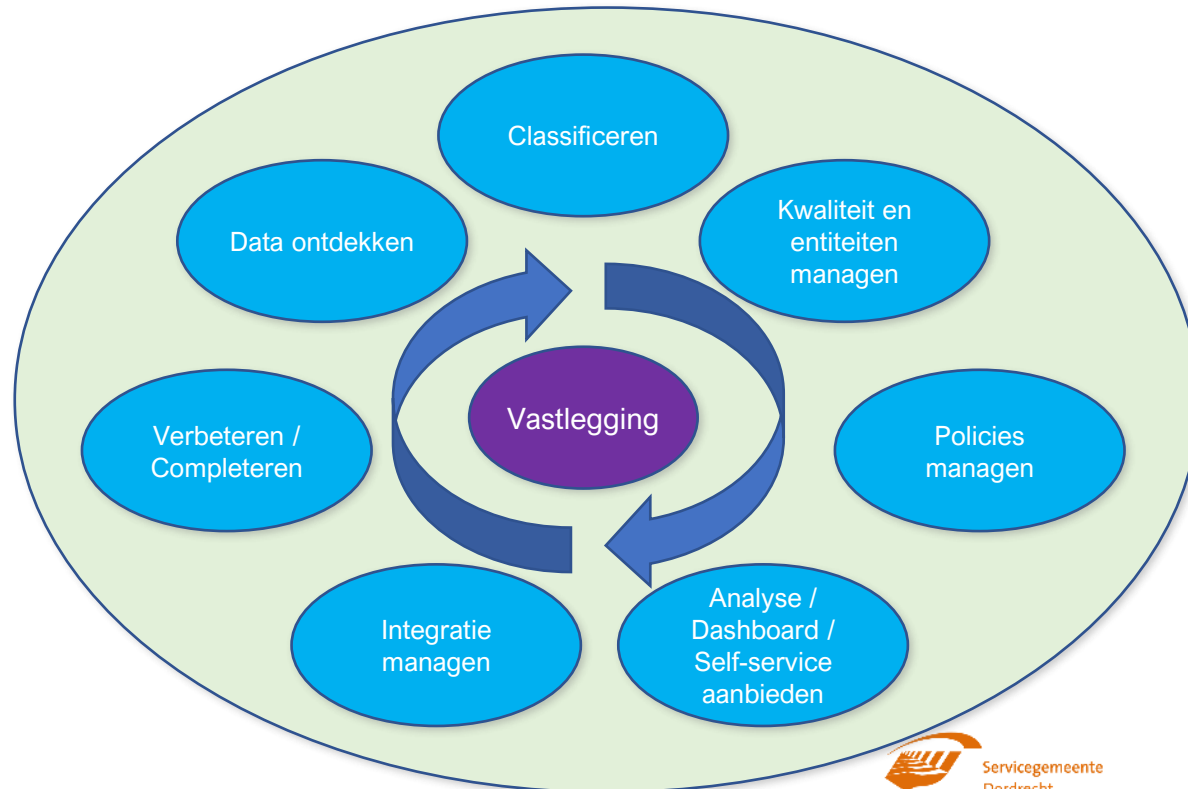 Classificeren
Data ontdekken
Kwaliteit en
entiteiten
managen
Vastlegging
Verbeteren /
Completeren
Policies
managen
Integratie
managen
Analyse /
Dashboard /
Self-service
aanbieden
Servicegemeente
Dordrecht